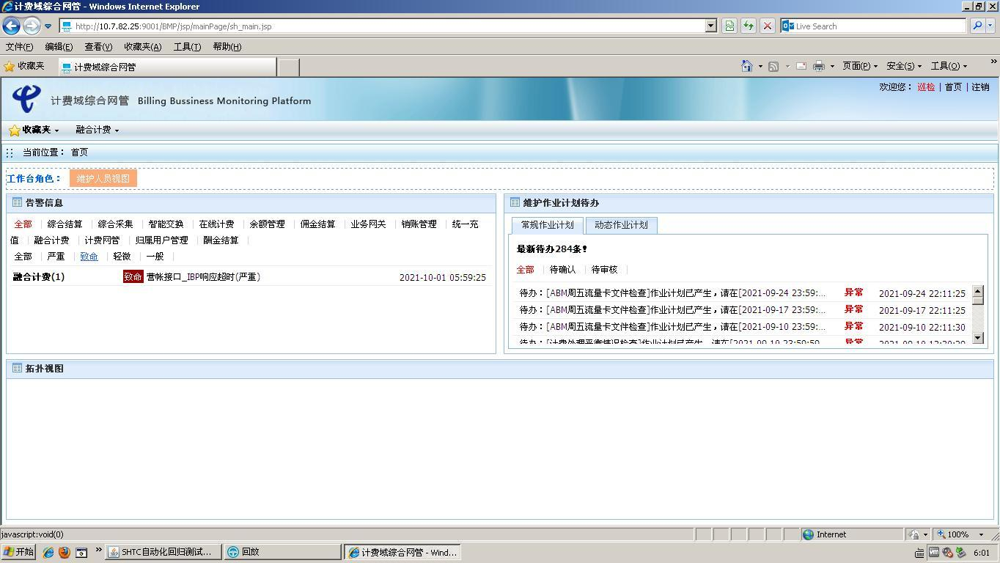 计费域综合网管 - Windows Internet Explorer
http://10.7.82.25:9001/BMP/jsp/mainPage/sh_main.jsp
Live Search
文件(F) 编辑(E) 查看(V) 收藏夹(A) 工具(T) 帮助(H)
收藏夹 计费域综合网管 页面(P) 安全(S) 工具(O) »
欢迎您： 巡检 | 首页 | 注销
计费域综合网管 Billing Bussiness Monitoring Platform
收藏夹 融合计费
当前位置： 首页
工作台角色： 维护人员视图
告警信息
全部 综合结算 综合采集 智能交换 在线计费 余额管理 佣金结算 业务网关 销账管理 统一充
值 融合计费 计费网管 归属用户管理 酬金结算
全部 严重 致命 轻微 一般
融合计费(1) 致命 营帐接口_IBP响应超时(严重) 2021-10-01 05:59:25
维护作业计划待办
常规作业计划 动态作业计划
最新待办284条!
全部 待确认 待审核
待办：[ABM周五流量卡文件检查]作业计划已产生，请在[2021-09-24 23:59:... 异常 2021-09-24 22:11:25
待办：[ABM周五流量卡文件检查]作业计划已产生，请在[2021-09-17 23:59:... 异常 2021-09-17 22:11:25
待办：[ABM周五流量卡文件检查]作业计划已产生，请在[2021-09-10 23:59:... 异常 2021-09-10 22:11:30
待办：[计费处理平衡情况检查]作业计划已产生，请在[2021-09-10 23:59:59 异常
拓扑视图
javascript:void(0) Internet 100%
开始 » SHTC自动化回归测试... 回放 计费域综合网管 - Wind... 6:01